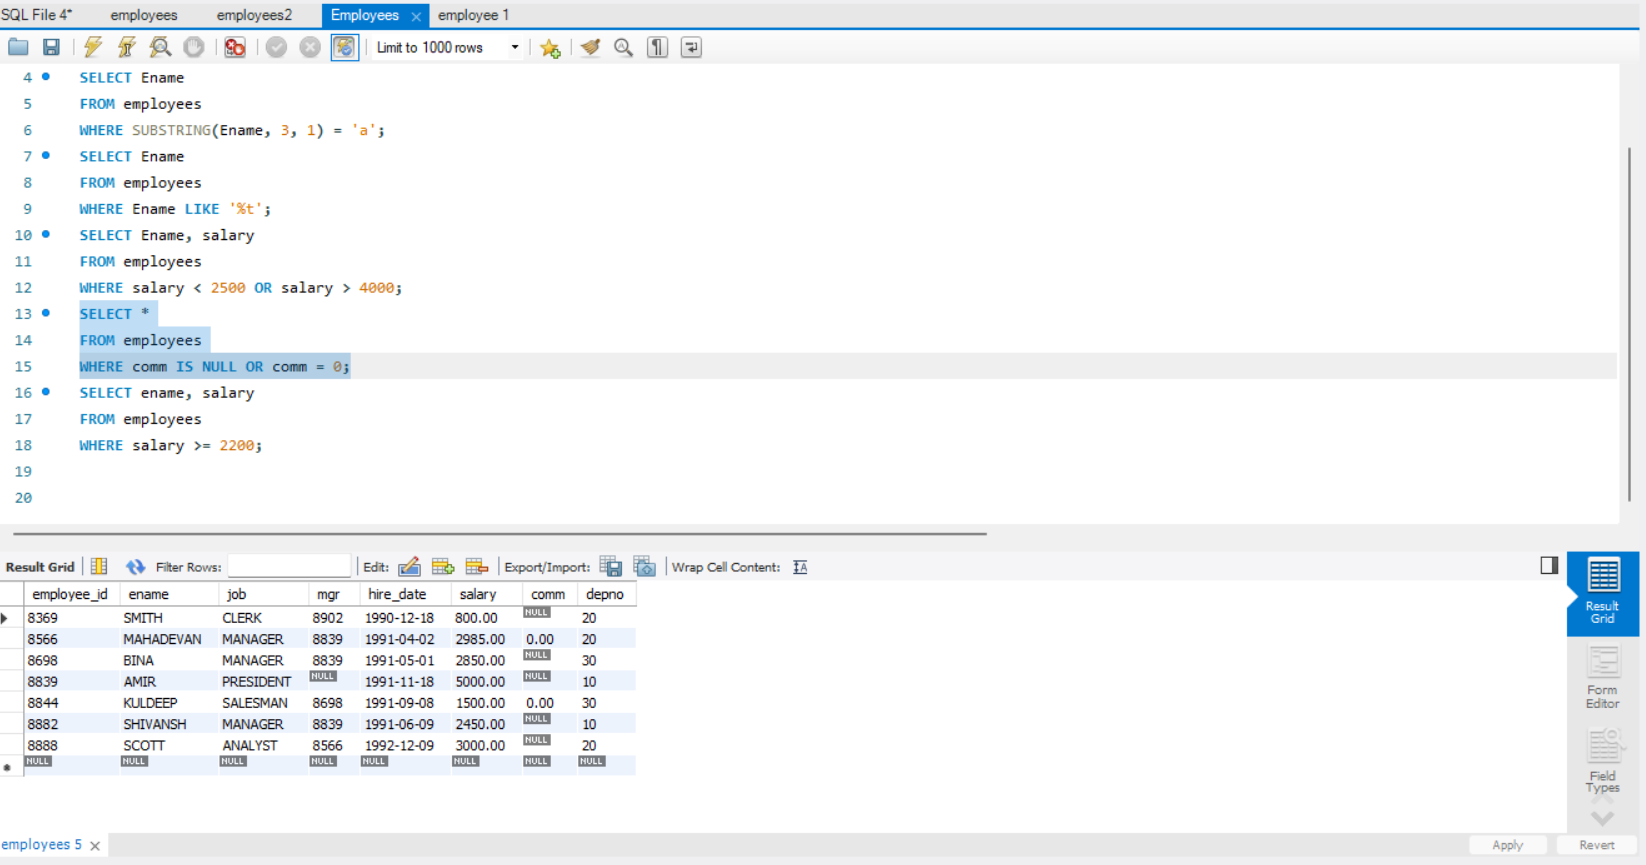 SQL File 4* employees employees2 Employees employee 1
Limit to 1000 rows
4 SELECT Ename
5 FROM employees
6 WHERE SUBSTRING(Ename, 3, 1) = 'a';
7 SELECT Ename
8 FROM employees
9 WHERE Ename LIKE '%t';
10 SELECT Ename, salary
11 FROM employees
12 WHERE salary < 2500 OR salary > 4000;
13 SELECT *
14 FROM employees
15 WHERE comm IS NULL OR comm = 0;
16 SELECT ename, salary
17 FROM employees
18 WHERE salary >= 2200;
19
20
Result Grid Filter Rows: Edit: Export/Import: Wrap Cell Content:
employee_id ename job mgr hire_date salary comm depno
8369 SMITH CLERK 8902 1990-12-18 800.00 NULL 20
8566 MAHADEVAN MANAGER 8839 1991-04-02 2985.00 0.00 20
8698 BINA MANAGER 8839 1991-05-01 2850.00 NULL 30
8839 AMIR PRESIDENT NULL 1991-11-18 5000.00 NULL 10
8844 KULDEEP SALESMAN 8698 1991-09-08 1500.00 0.00 30
8882 SHIVANSH MANAGER 8839 1991-06-09 2450.00 NULL 10
8888 SCOTT ANALYST 8566 1992-12-09 3000.00 NULL 20
NULL NULL NULL NULL NULL NULL NULL NULL
Result
Grid
Form
Editor
Field
Types
employees 5 Apply Revert